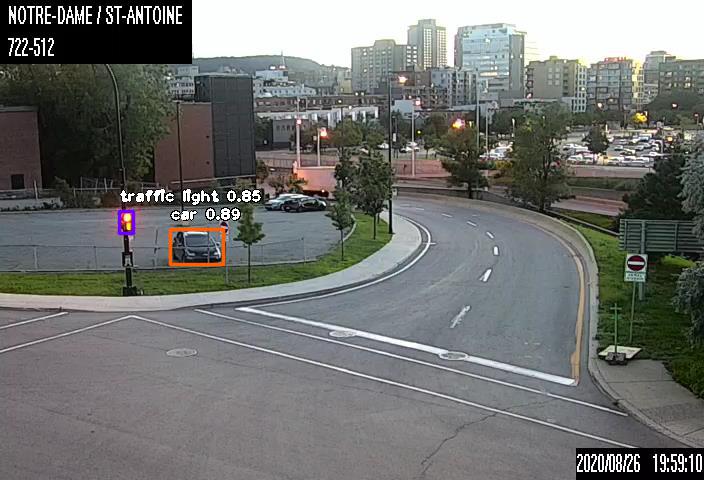 NOTRE-DAME / ST-ANTOINE
722-512
traffic light 0.85
car 0.89
2020/08/26 19:59:10